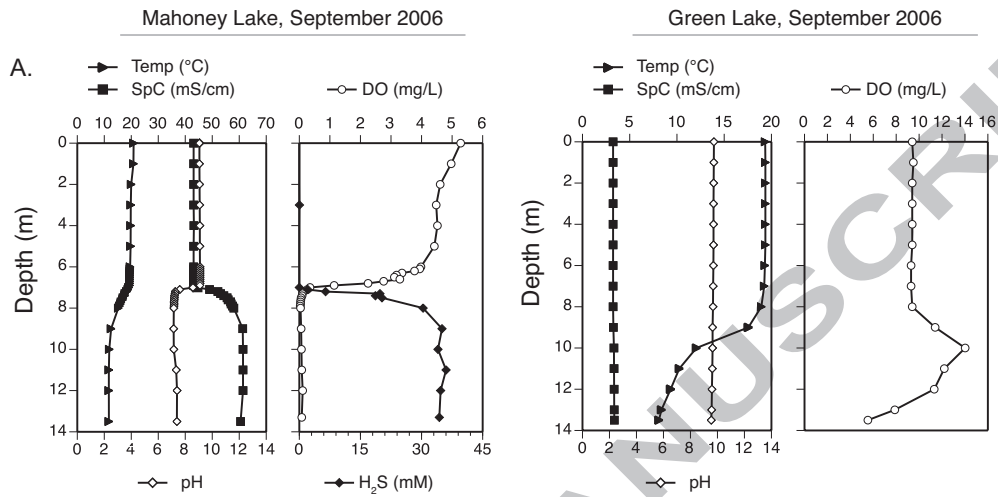 Mahoney Lake, September 2006
Green Lake, September 2006
A.
Temp (°C)
SpC (mS/cm)
DO (mg/L)
0 10 20 30 40 50 60 70
0 1 2 3 4 5 6
Depth (m)
0
2
4
6
8
10
12
14
0 2 4 6 8 10 12 14
0 15 30 45
pH
H₂S (mM)
Temp (°C)
SpC (mS/cm)
DO (mg/L)
0 5 10 15 20
0 2 4 6 8 10 12 14 16
Depth (m)
0
2
4
6
8
10
12
14
0 2 4 6 8 10 12 14
pH
ANUSCRI